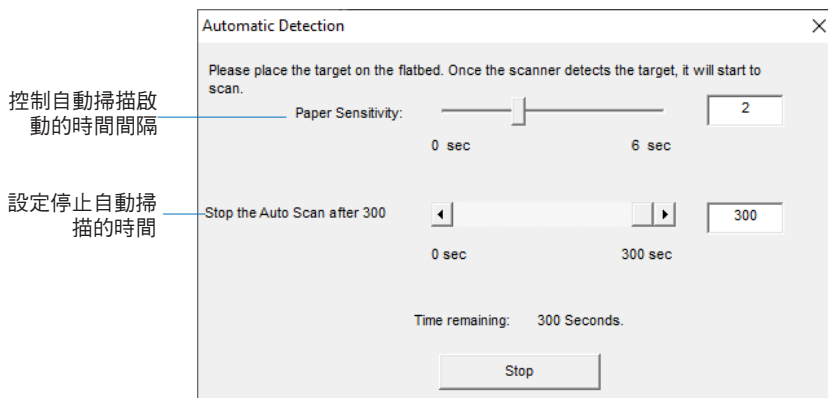 Automatic Detection
Please place the target on the flatbed. Once the scanner detects the target, it will start to
scan.
控制自動掃描啟
動的時間間隔
Paper Sensitivity:
2
0 sec
6 sec
設定停止自動掃
描的時間
Stop the Auto Scan after 300
300
0 sec
300 sec
Time remaining: 300 Seconds.
Stop